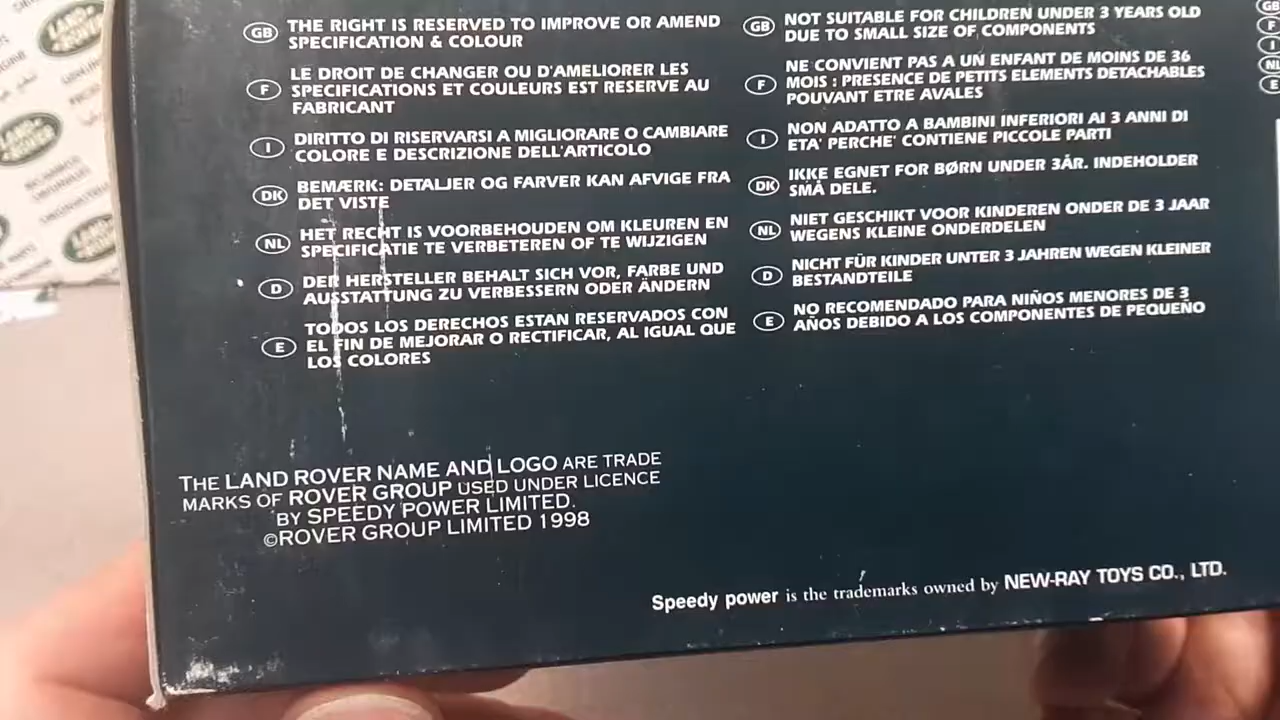 GB THE RIGHT IS RESERVED TO IMPROVE OR AMEND
SPECIFICATION & COLOUR
F LE DROIT DE CHANGER OU D'AMELIORER LES
SPECIFICATIONS ET COULEURS EST RESERVE AU
FABRICANT
I DIRITTO DI RISERVARSI A MIGLIORARE O CAMBIARE
COLORE E DESCRIZIONE DELL'ARTICOLO
DK BEMÆRK: DETALJER OG FARVER KAN AFVIGE FRA
DET VISTE
NL HET RECHT IS VOORBEHOUDEN OM KLEUREN EN
SPECIFICATIE TE VERBETEREN OF TE WIJZIGEN
D DER HERSTELLER BEHALT SICH VOR, FARBE UND
AUSSTATTUNG ZU VERBESSERN ODER ÄNDERN
E TODOS LOS DERECHOS ESTAN RESERVADOS CON
EL FIN DE MEJORAR O RECTIFICAR, AL IGUAL QUE
LOS COLORES
GB NOT SUITABLE FOR CHILDREN UNDER 3 YEARS OLD
DUE TO SMALL SIZE OF COMPONENTS
F NE CONVIENT PAS A UN ENFANT DE MOINS DE 36
MOIS : PRESENCE DE PETITS ELEMENTS DETACHABLES
POUVANT ETRE AVALES
I NON ADATTO A BAMBINI INFERIORI AI 3 ANNI DI
ETA' PERCHE' CONTIENE PICCOLE PARTI
DK IKKE EGNET FOR BØRN UNDER 3ÅR. INDEHOLDER
SMÅ DELE.
NL NIET GESCHIKT VOOR KINDEREN ONDER DE 3 JAAR
WEGENS KLEINE ONDERDELEN
D NICHT FÜR KINDER UNTER 3 JAHREN WEGEN KLEINER
BESTANDTEILE
E NO RECOMENDADO PARA NIÑOS MENORES DE 3
AÑOS DEBIDO A LOS COMPONENTES DE PEQUEÑO
GB
F
I
NL
E
THE LAND ROVER NAME AND LOGO ARE TRADE
MARKS OF ROVER GROUP USED UNDER LICENCE
BY SPEEDY POWER LIMITED.
©ROVER GROUP LIMITED 1998
Speedy power is the trademarks owned by NEW-RAY TOYS CO., LTD.